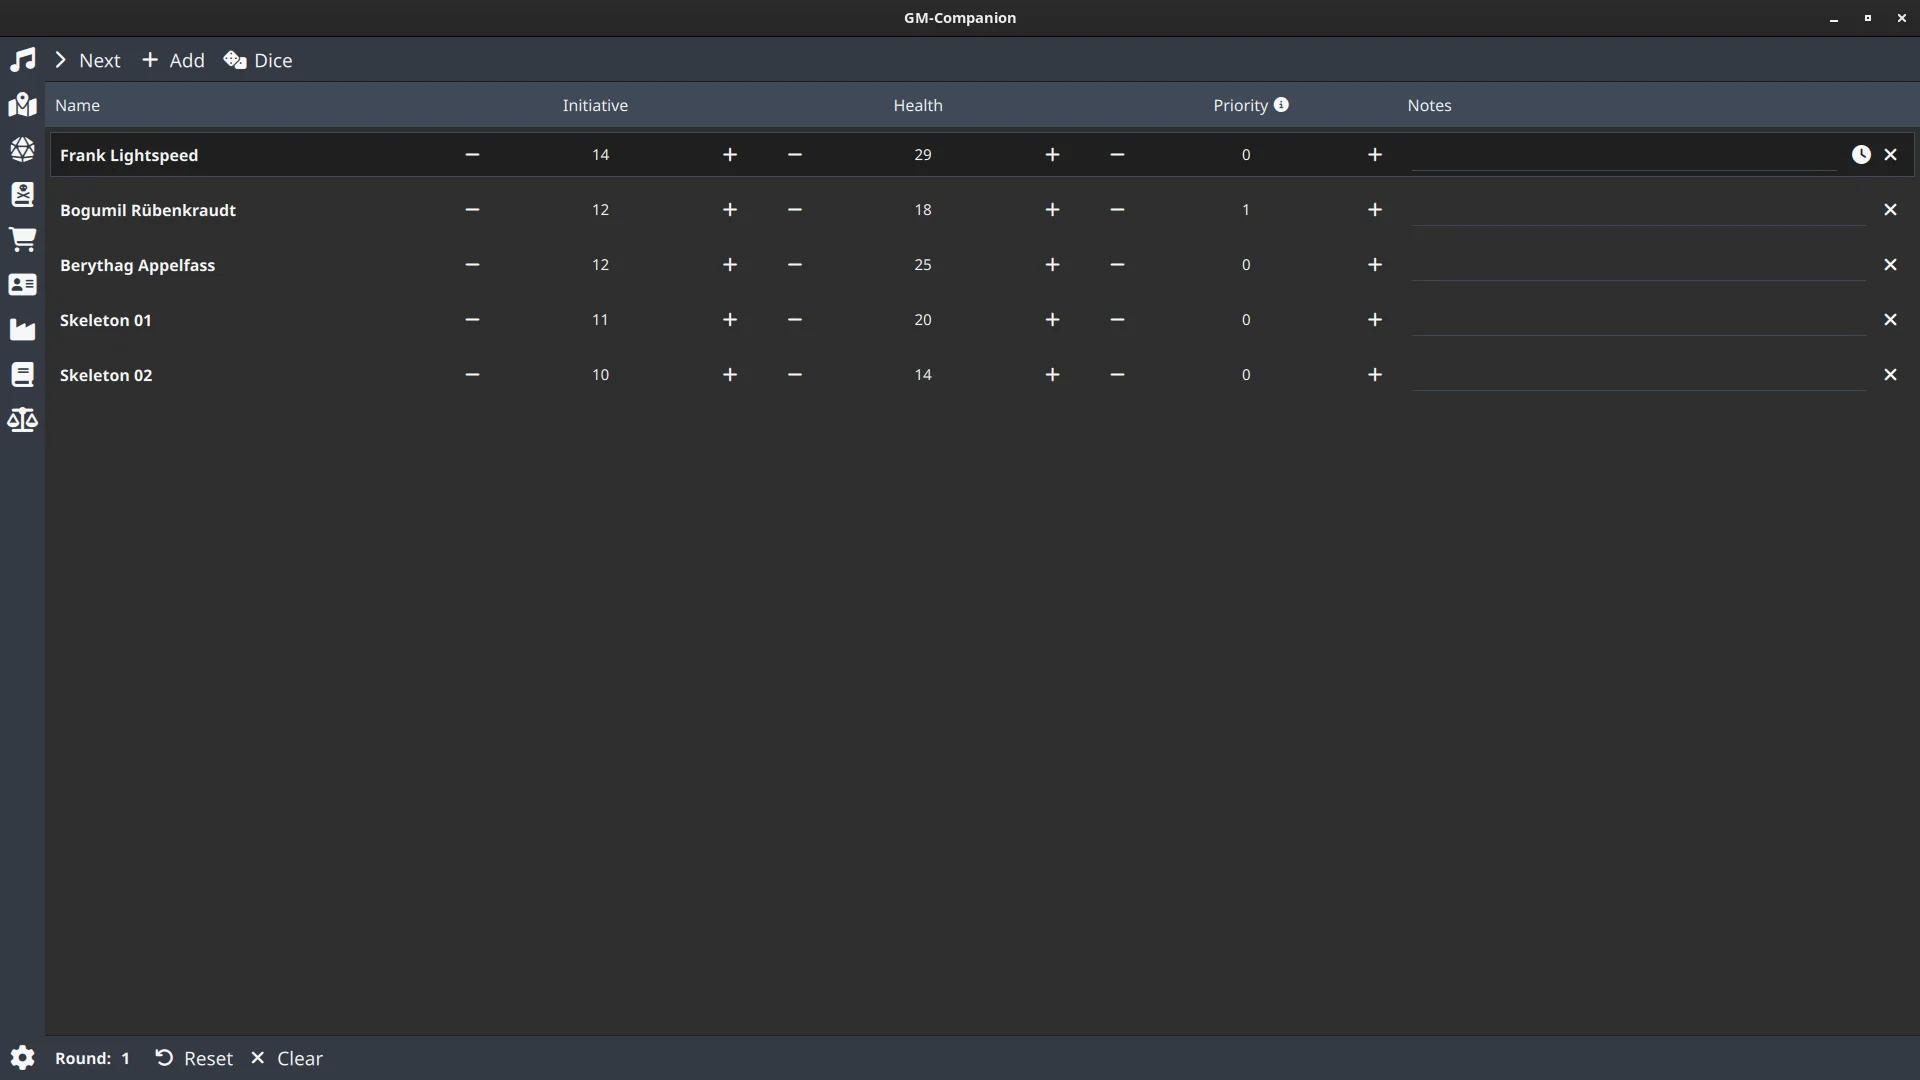 GM-Companion
Next Add Dice
Name Initiative Health Priority Notes
Frank Lightspeed 14 29 0
Bogumil Rübenkraudt 12 18 1
Berythag Appelfass 12 25 0
Skeleton 01 11 20 0
Skeleton 02 10 14 0
Round: 1 Reset Clear